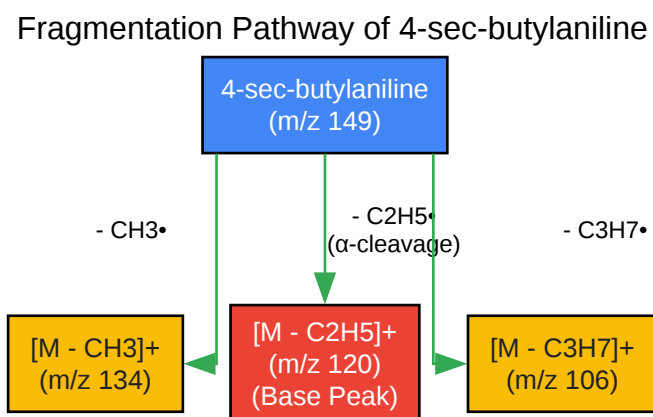 Fragmentation Pathway of 4-sec-butylaniline
4-sec-butylaniline
(m/z 149)
- CH3•
- C2H5•
(α-cleavage)
- C3H7•
[M - CH3]+
(m/z 134)
[M - C2H5]+
(m/z 120)
(Base Peak)
[M - C3H7]+
(m/z 106)